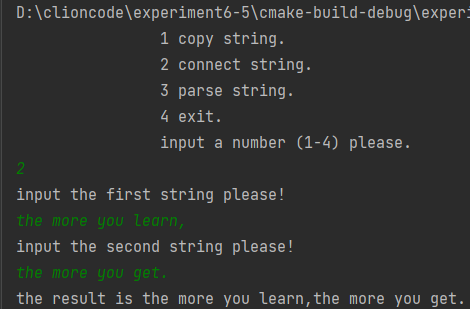 D:\clioncode\experiment6-5\cmake-build-debug\experi
1 copy string.
2 connect string.
3 parse string.
4 exit.
input a number (1-4) please.
2
input the first string please!
the more you learn,
input the second string please!
the more you get.
the result is the more you learn,the more you get.